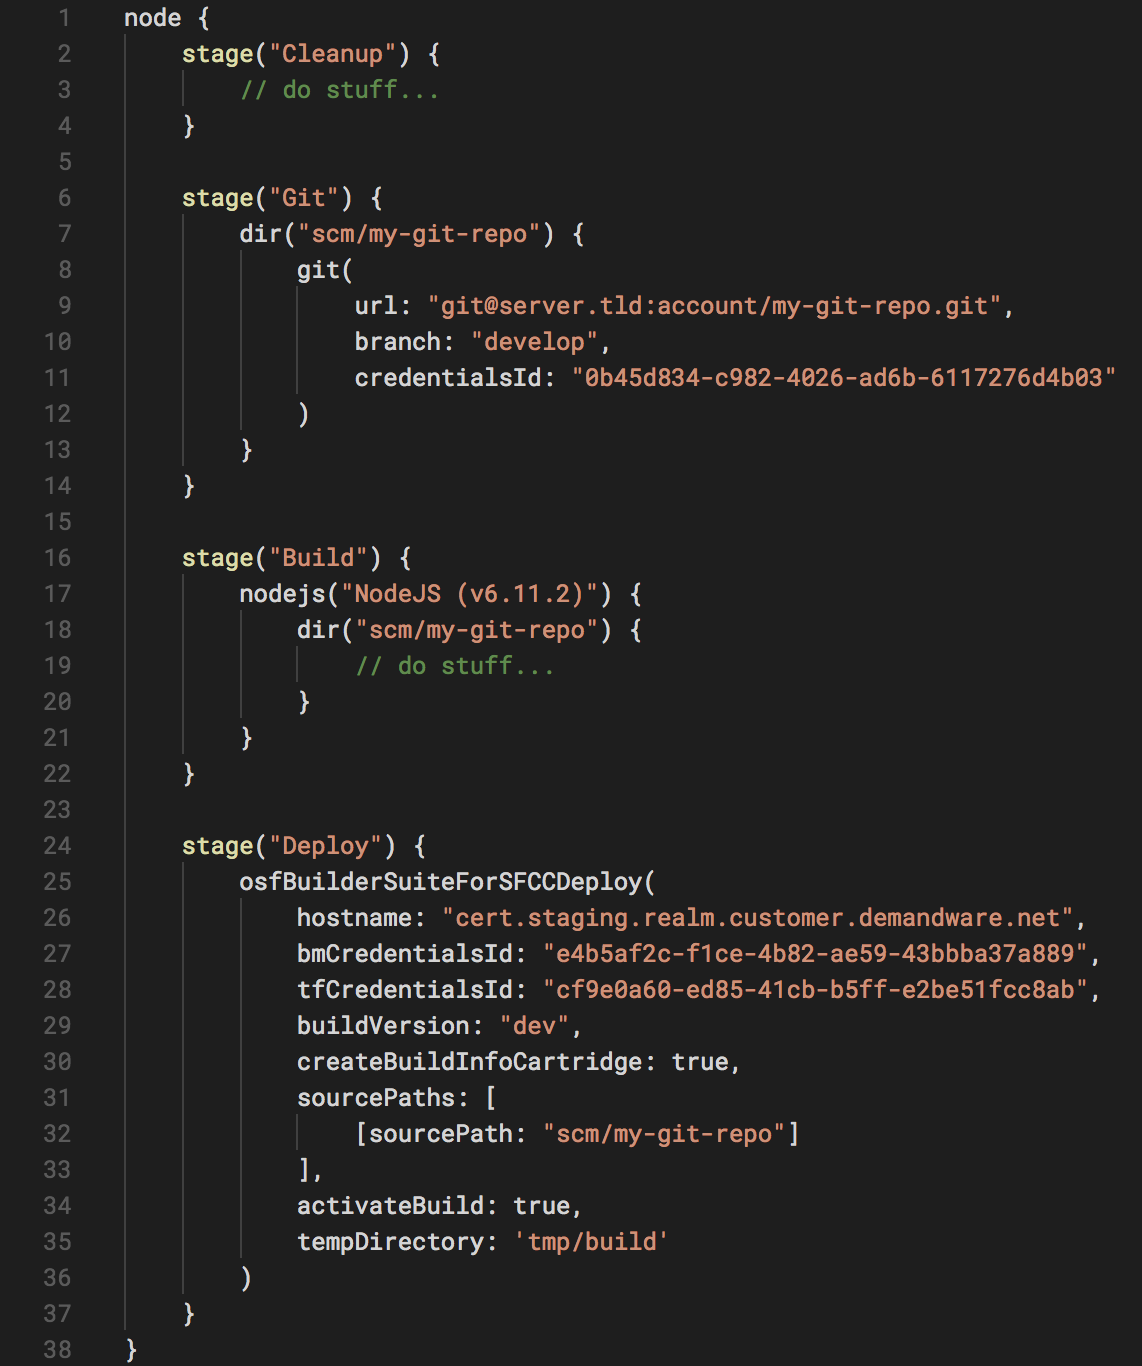 1 node {
2 stage("Cleanup") {
3 // do stuff...
4 }
5
6 stage("Git") {
7 dir("scm/my-git-repo") {
8 git(
9 url: "git@server.tld:account/my-git-repo.git",
10 branch: "develop",
11 credentialsId: "0b45d834-c982-4026-ad6b-6117276d4b03"
12 )
13 }
14 }
15
16 stage("Build") {
17 nodejs("NodeJS (v6.11.2)") {
18 dir("scm/my-git-repo") {
19 // do stuff...
20 }
21 }
22 }
23
24 stage("Deploy") {
25 osfBuilderSuiteForSFCCDeploy(
26 hostname: "cert.staging.realm.customer.demandware.net",
27 bmCredentialsId: "e4b5af2c-f1ce-4b82-ae59-43bbba37a889",
28 tfCredentialsId: "cf9e0a60-ed85-41cb-b5ff-e2be51fcc8ab",
29 buildVersion: "dev",
30 createBuildInfoCartridge: true,
31 sourcePaths: [
32 [sourcePath: "scm/my-git-repo"]
33 ],
34 activateBuild: true,
35 tempDirectory: 'tmp/build'
36 )
37 }
38 }